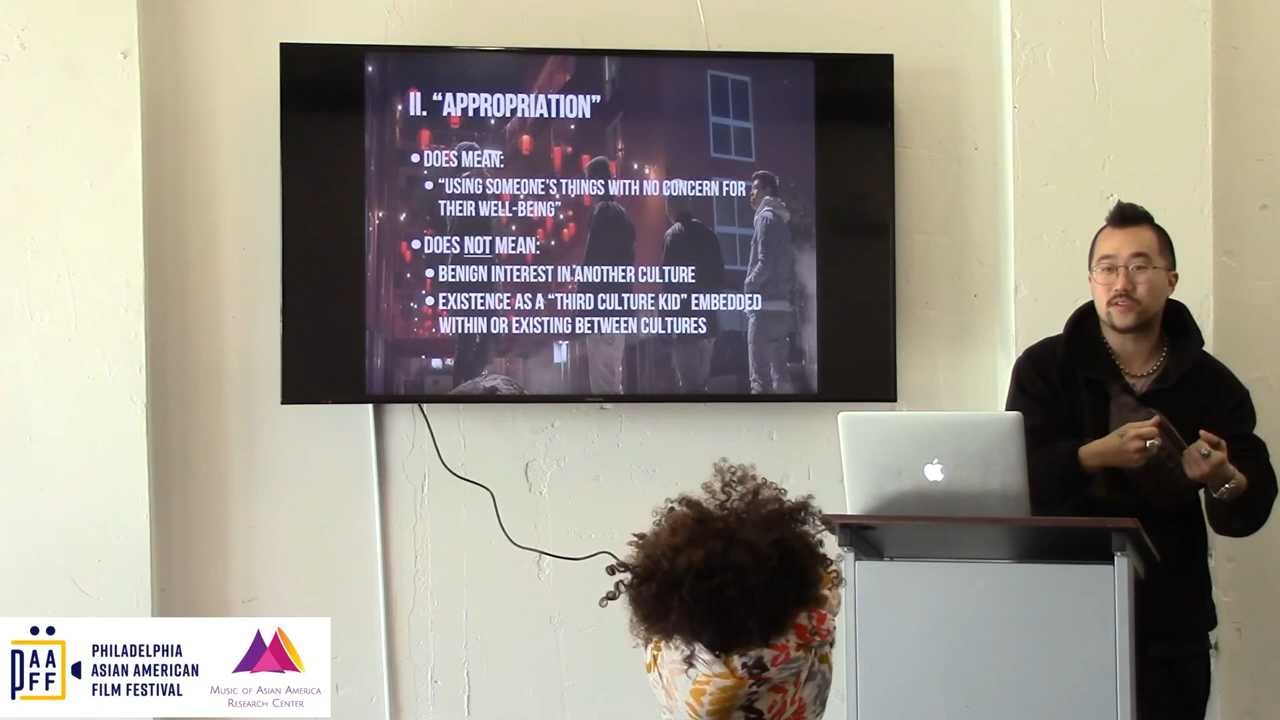 II. “APPROPRIATION”
• DOES MEAN:
• “USING SOMEONE’S THINGS WITH NO CONCERN FOR
THEIR WELL-BEING”
• DOES NOT MEAN:
• BENIGN INTEREST IN ANOTHER CULTURE
• EXISTENCE AS A “THIRD CULTURE KID” EMBEDDED
WITHIN OR EXISTING BETWEEN CULTURES
PAAFF
PHILADELPHIA
ASIAN AMERICAN
FILM FESTIVAL
MUSIC OF ASIAN AMERICA
RESEARCH CENTER